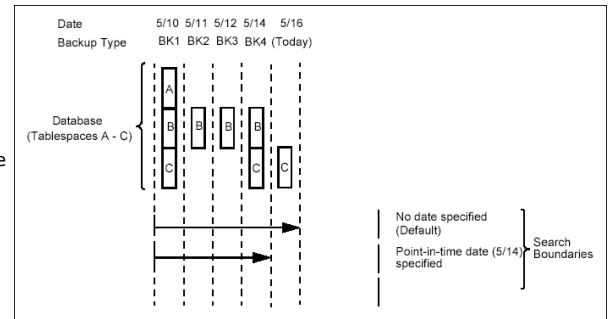 Date 5/10 5/11 5/12 5/14 5/16
Backup Type BK1 BK2 BK3 BK4 (Today)
A
Database
(Tablespaces A - C)
B B B B
C C C
e
No date specified
(Default)
Point-in-time date (5/14)
specified
Search
Boundaries